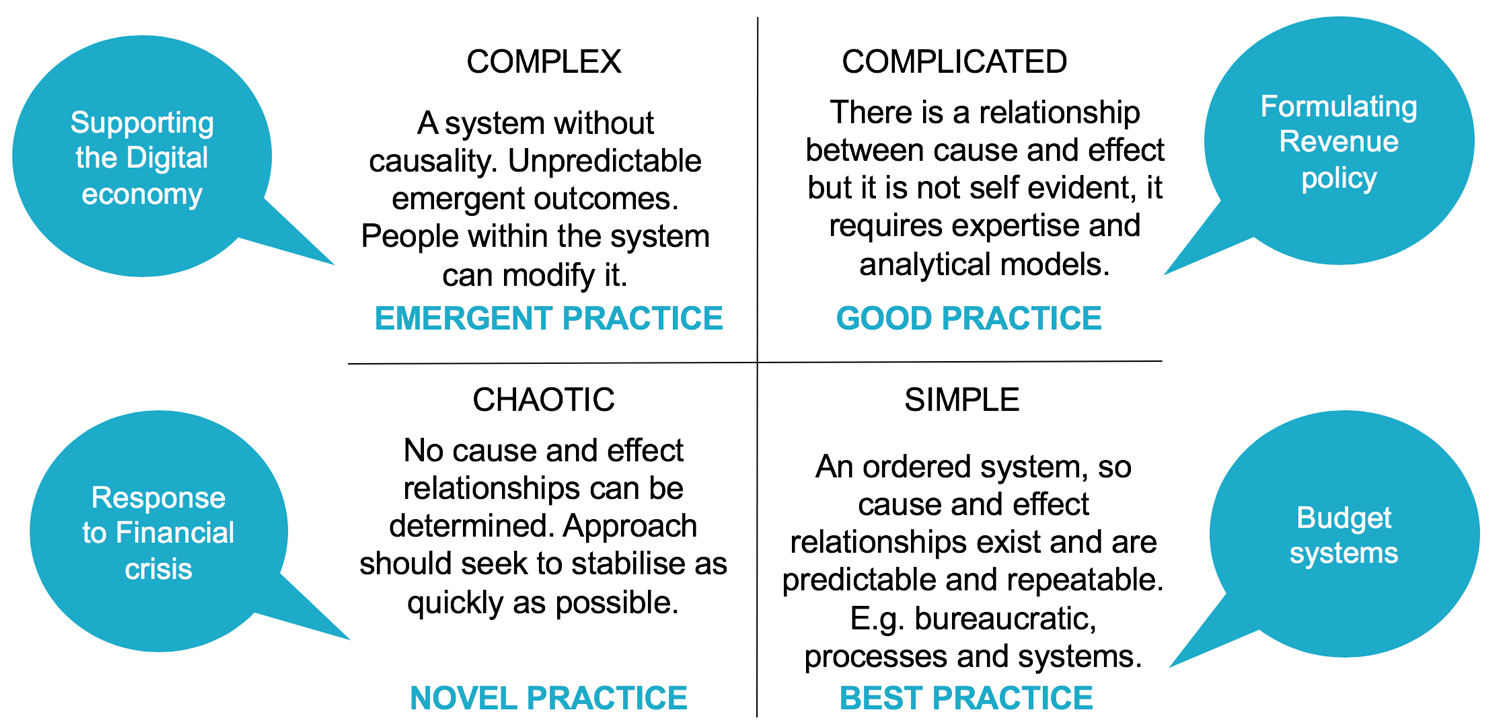 Supporting
the Digital
economy
COMPLEX
A system without
causality. Unpredictable
emergent outcomes.
People within the system
can modify it.
EMERGENT PRACTICE
COMPLICATED
There is a relationship
between cause and effect
but it is not self evident, it
requires expertise and
analytical models.
GOOD PRACTICE
Formulating
Revenue
policy
Response
to Financial
crisis
CHAOTIC
No cause and effect
relationships can be
determined. Approach
should seek to stabilise as
quickly as possible.
NOVEL PRACTICE
SIMPLE
An ordered system, so
cause and effect
relationships exist and are
predictable and repeatable.
E.g. bureaucratic,
processes and systems.
BEST PRACTICE
Budget
systems